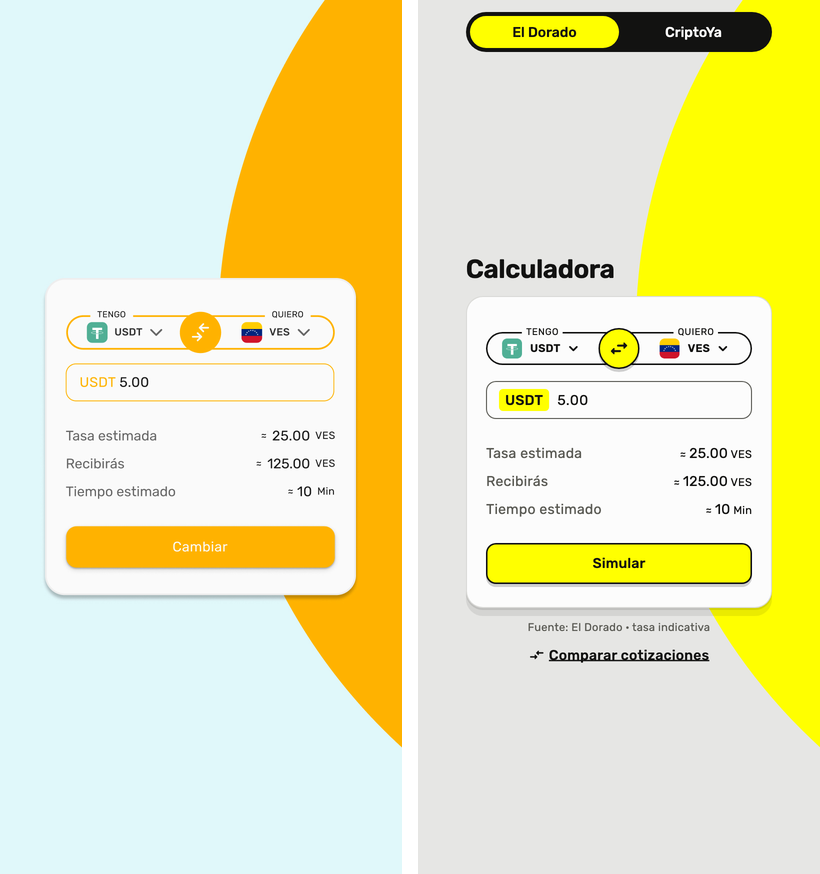 TENGO QUIERO
USDT VES
USDT 5.00
Tasa estimada ≈ 25.00 VES
Recibirás ≈ 125.00 VES
Tiempo estimado ≈ 10 Min
Cambiar
El Dorado CriptoYa
Calculadora
TENGO QUIERO
USDT VES
USDT 5.00
Tasa estimada ≈ 25.00 VES
Recibirás ≈ 125.00 VES
Tiempo estimado ≈ 10 Min
Simular
Fuente: El Dorado • tasa indicativa
Comparar cotizaciones